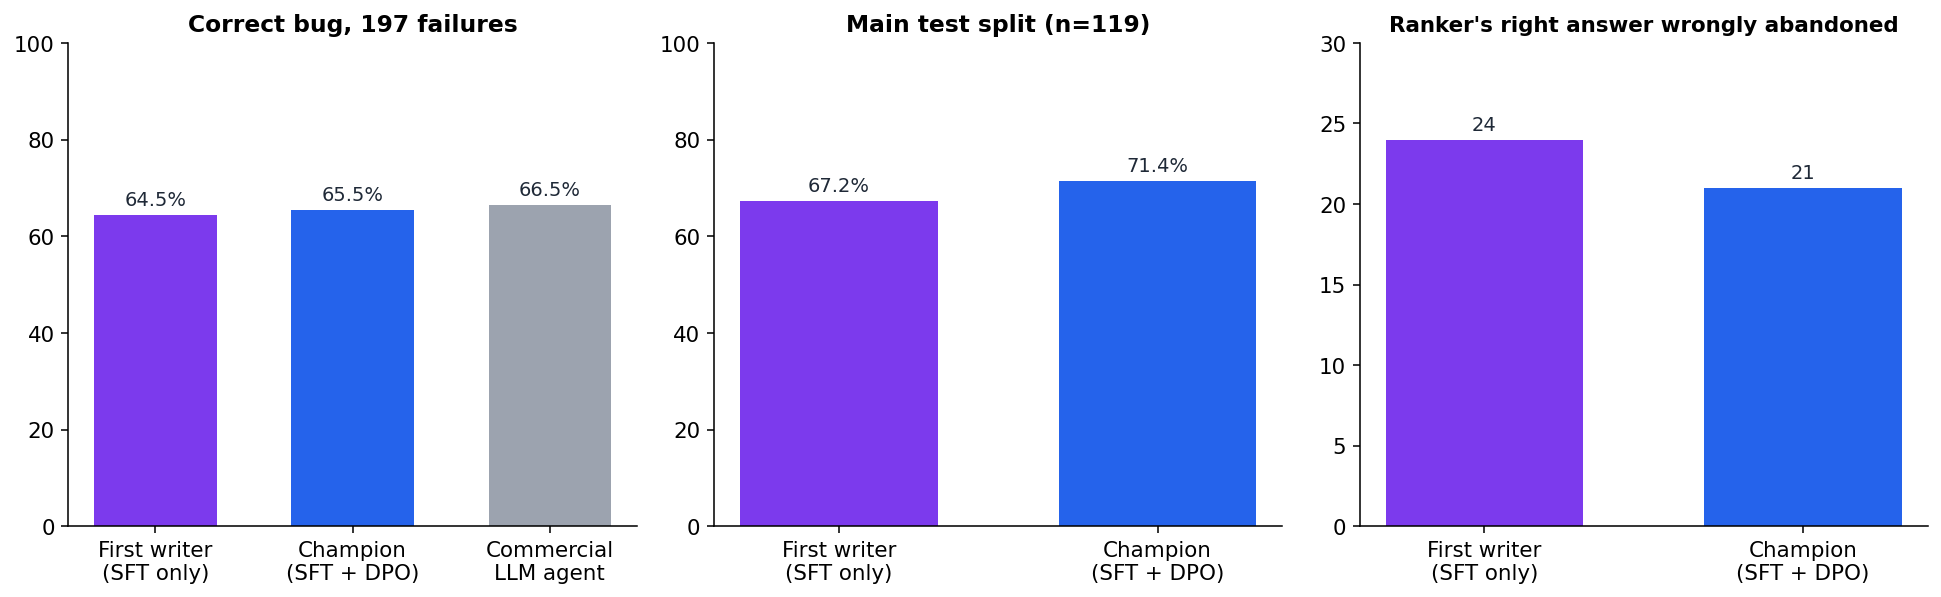 Correct bug, 197 failures
100
80
60
40
20
0
64.5%
65.5%
66.5%
First writer
(SFT only)
Champion
(SFT + DPO)
Commercial
LLM agent
Main test split (n=119)
100
80
60
40
20
0
67.2%
71.4%
First writer
(SFT only)
Champion
(SFT + DPO)
Ranker's right answer wrongly abandoned
30
25
20
15
10
5
0
24
21
First writer
(SFT only)
Champion
(SFT + DPO)